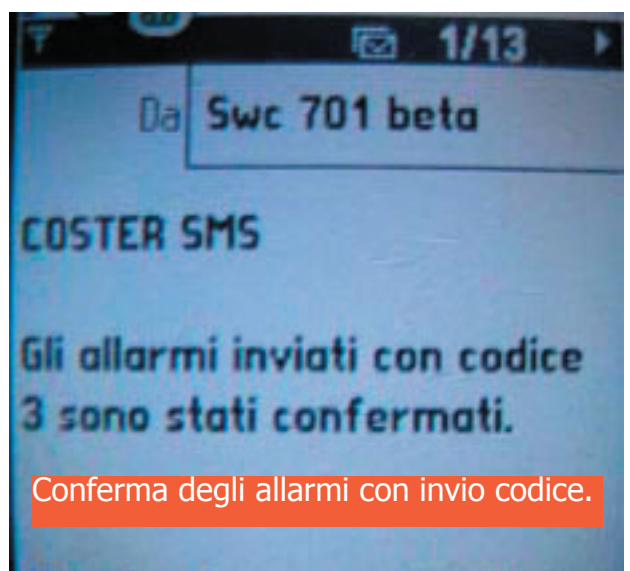 1/13
Da Swc 701 beta
COSTER SMS
Gli allarmi inviati con codice
3 sono stati confermati.
Conferma degli allarmi con invio codice.